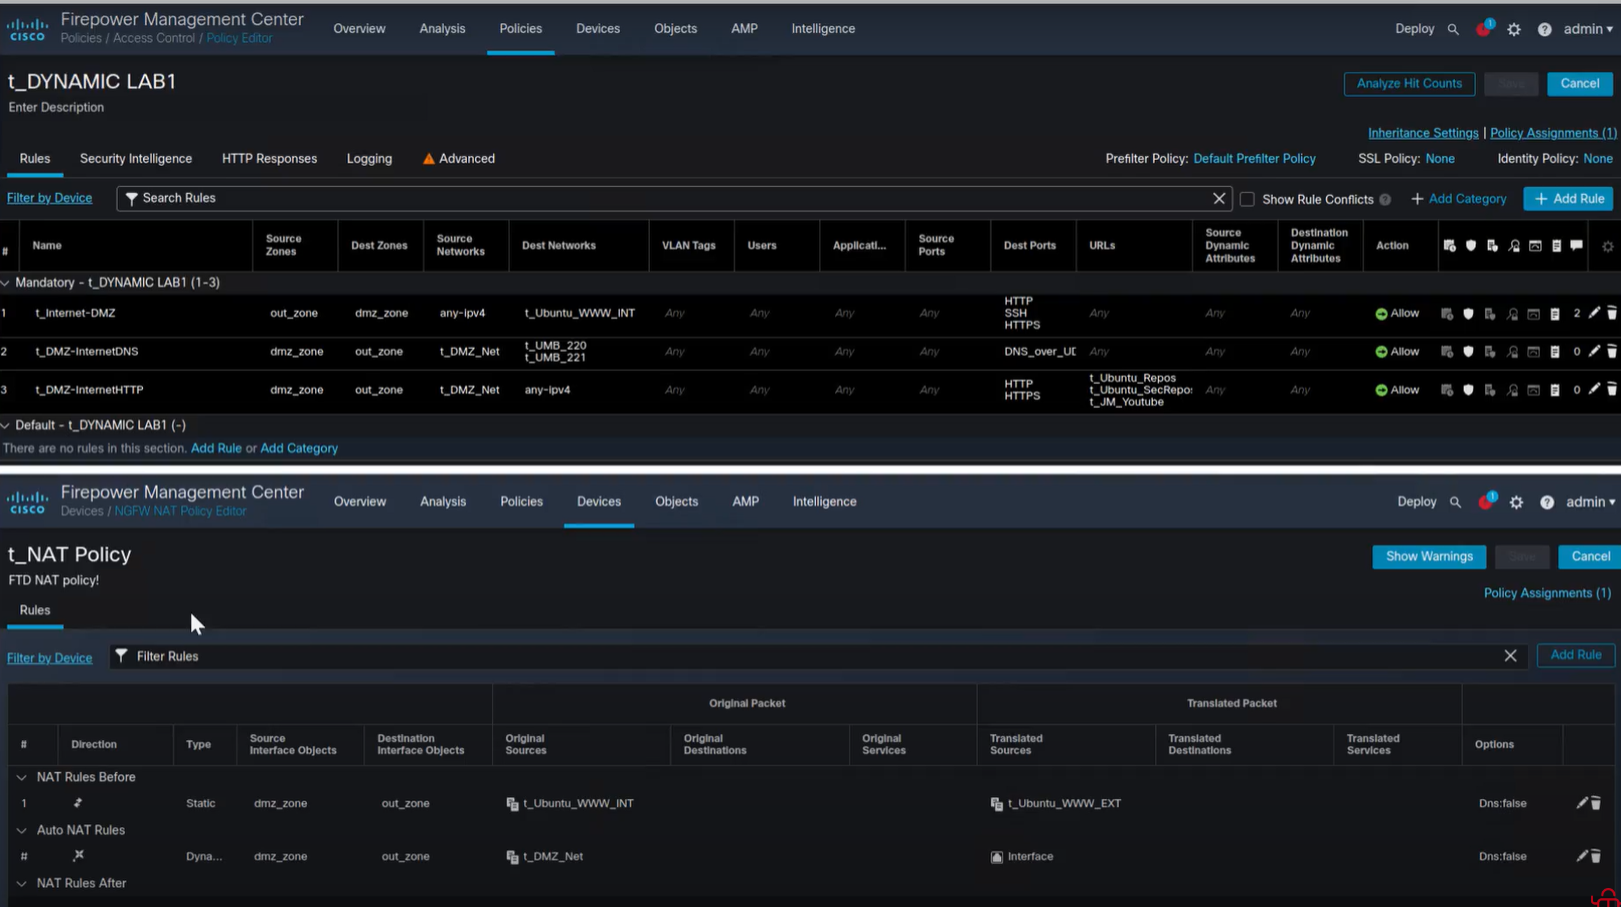 Firepower Management Center
Policies / Access Control / Policy Editor
CISCO
Overview Analysis Policies Devices Objects AMP Intelligence
Deploy 1 ? admin
t_DYNAMIC LAB1
Enter Description
Analyze Hit Counts Save Cancel
Inheritance Settings | Policy Assignments (1)
Rules Security Intelligence HTTP Responses Logging Advanced
Prefilter Policy: Default Prefilter Policy SSL Policy: None Identity Policy: None
Filter by Device Search Rules Show Rule Conflicts ? + Add Category + Add Rule
# Name Source Zones Dest Zones Source Networks Dest Networks VLAN Tags Users Applicati... Source Ports Dest Ports URLs Source Dynamic Attributes Destination Dynamic Attributes Action
Mandatory - t_DYNAMIC LAB1 (1-3)
1 t_Internet-DMZ out_zone dmz_zone any-ipv4 t_Ubuntu_WWW_INT Any Any Any Any HTTP SSH HTTPS Any Any Any Allow 2
2 t_DMZ-InternetDNS dmz_zone out_zone t_DMZ_Net t_UMB_220 t_UMB_221 Any Any Any Any DNS_over_UD Any Any Any Allow 0
3 t_DMZ-InternetHTTP dmz_zone out_zone t_DMZ_Net any-ipv4 Any Any Any Any HTTP HTTPS t_Ubuntu_Repos t_Ubuntu_SecRepos t_JM_Youtube Any Any Allow 0
Default - t_DYNAMIC LAB1 (-)
There are no rules in this section. Add Rule or Add Category
Firepower Management Center
Devices / NGFW NAT Policy Editor
CISCO
Overview Analysis Policies Devices Objects AMP Intelligence
Deploy 1 ? admin
t_NAT Policy
FTD NAT policy!
Show Warnings Save Cancel
Policy Assignments (1)
Rules
Filter by Device Filter Rules Add Rule
Original Packet Translated Packet
# Direction Type Source Interface Objects Destination Interface Objects Original Sources Original Destinations Original Services Translated Sources Translated Destinations Translated Services Options
NAT Rules Before
1 Static dmz_zone out_zone t_Ubuntu_WWW_INT t_Ubuntu_WWW_EXT Dns:false
Auto NAT Rules
# Dyna... dmz_zone out_zone t_DMZ_Net Interface Dns:false
NAT Rules After